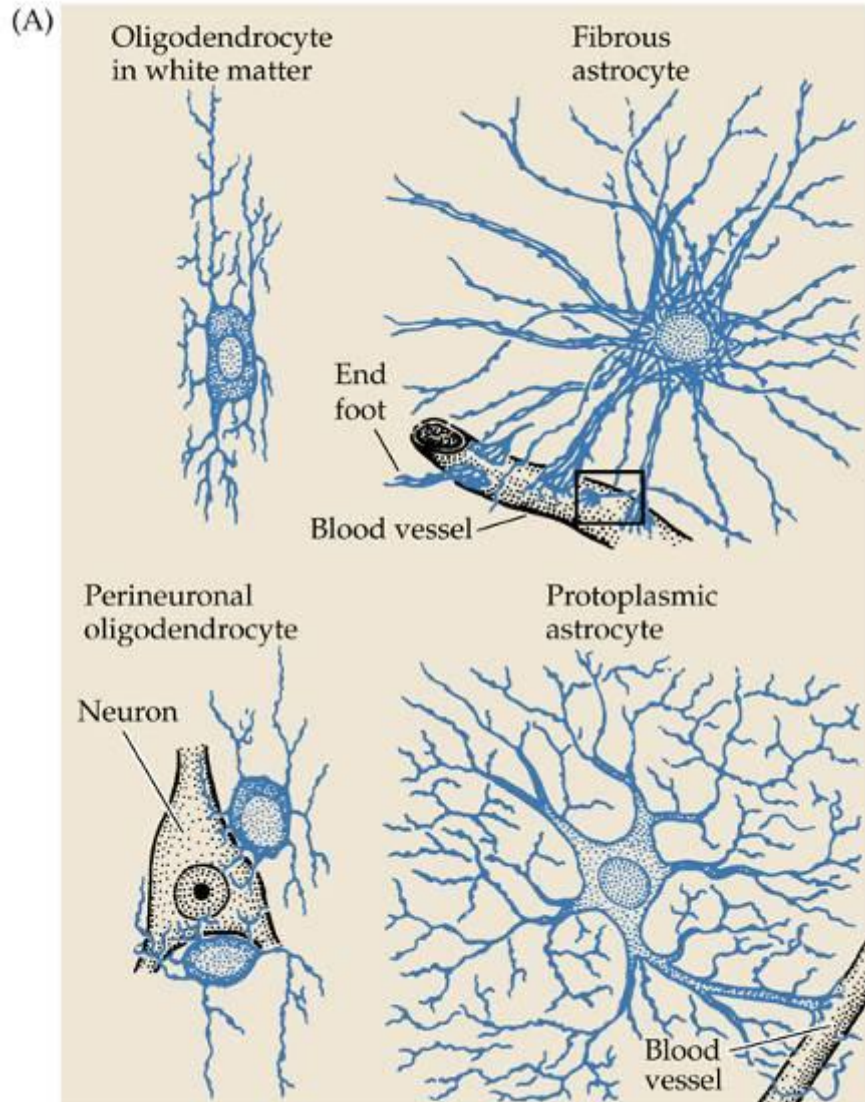 (A)
Oligodendrocyte
in white matter
Fibrous
astrocyte
End
foot
Blood vessel
Perineuronal
oligodendrocyte
Neuron
Protoplasmic
astrocyte
Blood
vessel